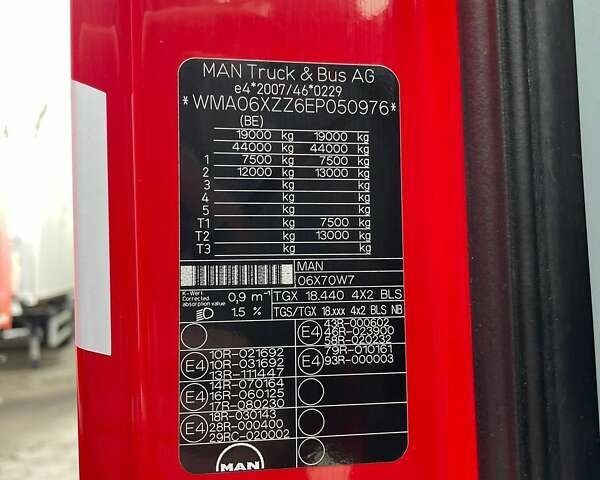 MAN Truck & Bus AG
e4*2007/46*0229
*WMA06XZZ6EP050976*
(BE)
19000 kg 19000 kg
44000 kg 44000 kg
1 7500 kg 7500 kg
2 12000 kg 13000 kg
3 kg kg
4 kg kg
5 kg kg
T1 7500 kg
T2 13000 kg
T3 kg
MAN
06X70W7
K-Wert
Corrected
absorption value
0,9 m-1
TGX 18.440 4X2 BLS
1.5 %
TGS/TGX 18.xxx 4x2 BLS NB
E4
10R-021692
10R-031692
13R-111447
E4
14R-070164
16R-060125
17R-080230
E4
18R-030143
28R-000400
29RC-020002
E4
43R-000602
46R-023900
58R-020232
E4
79R-010161
93R-000003
MAN